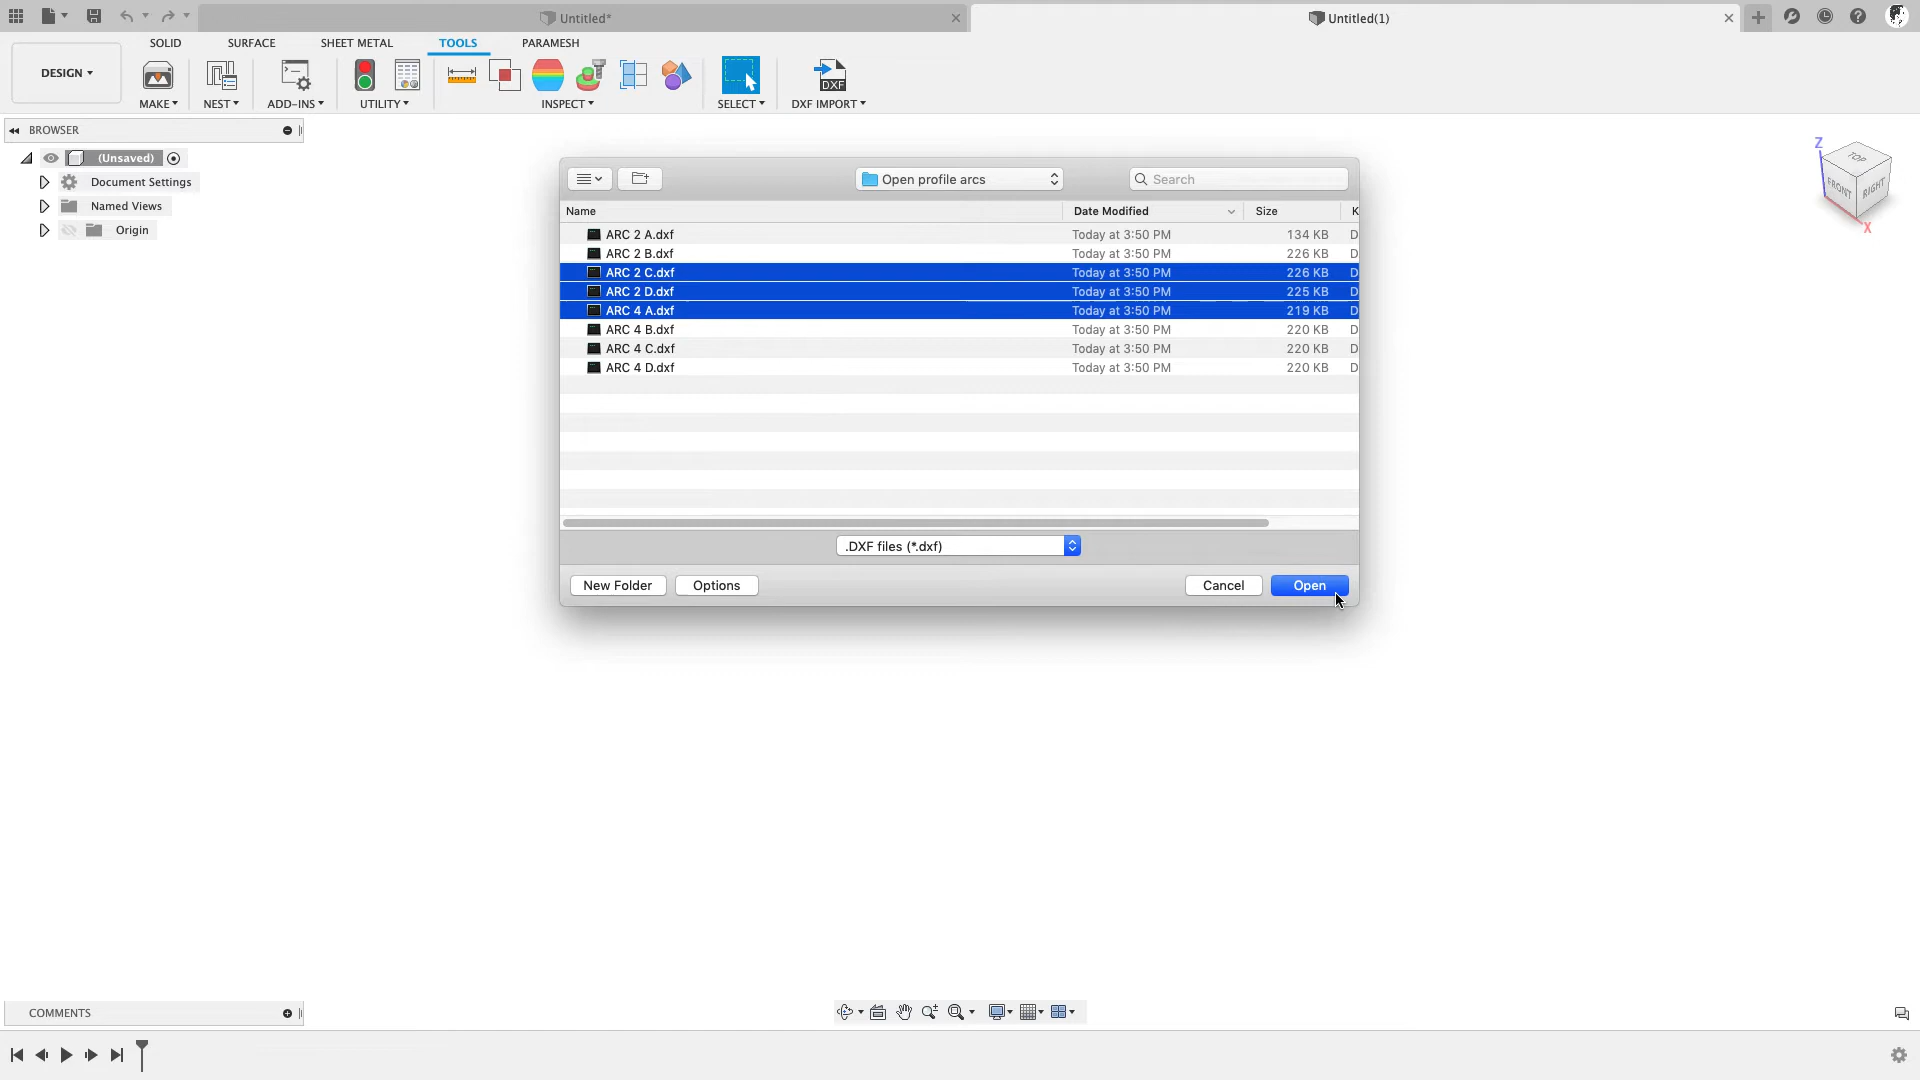 Untitled*
Untitled(1)
SOLID
SURFACE
SHEET METAL
TOOLS
PARAMESH
DESIGN
DXF
MAKE
NEST
ADD-INS
UTILITY
INSPECT
SELECT
DXF IMPORT
BROWSER
(Unsaved)
Document Settings
Named Views
Origin
Z
TOP
FRONT
RIGHT
X
Open profile arcs
Search
Name Date Modified Size K
ARC 2 A.dxf Today at 3:50 PM 134 KB D
ARC 2 B.dxf Today at 3:50 PM 226 KB D
ARC 2 C.dxf Today at 3:50 PM 226 KB D
ARC 2 D.dxf Today at 3:50 PM 225 KB D
ARC 4 A.dxf Today at 3:50 PM 219 KB D
ARC 4 B.dxf Today at 3:50 PM 220 KB D
ARC 4 C.dxf Today at 3:50 PM 220 KB D
ARC 4 D.dxf Today at 3:50 PM 220 KB D
.DXF files (*.dxf)
New Folder
Options
Cancel
Open
COMMENTS